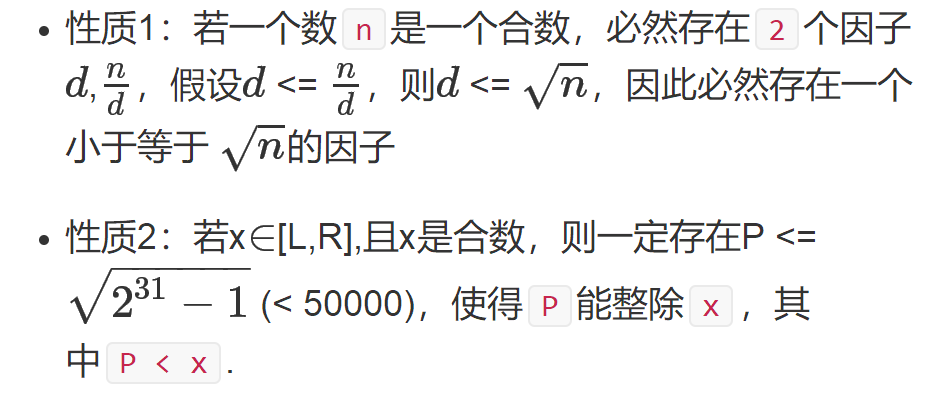 • 性质1：若一个数 n 是一个合数，必然存在 2 个因子
d, n/d，假设d <= n/d，则d <= √n，因此必然存在一个
小于等于 √n的因子
• 性质2：若x∈[L,R],且x是合数，则一定存在P <=
√(2^31 − 1) (< 50000)，使得 P 能整除 x ，其
中 P < x .